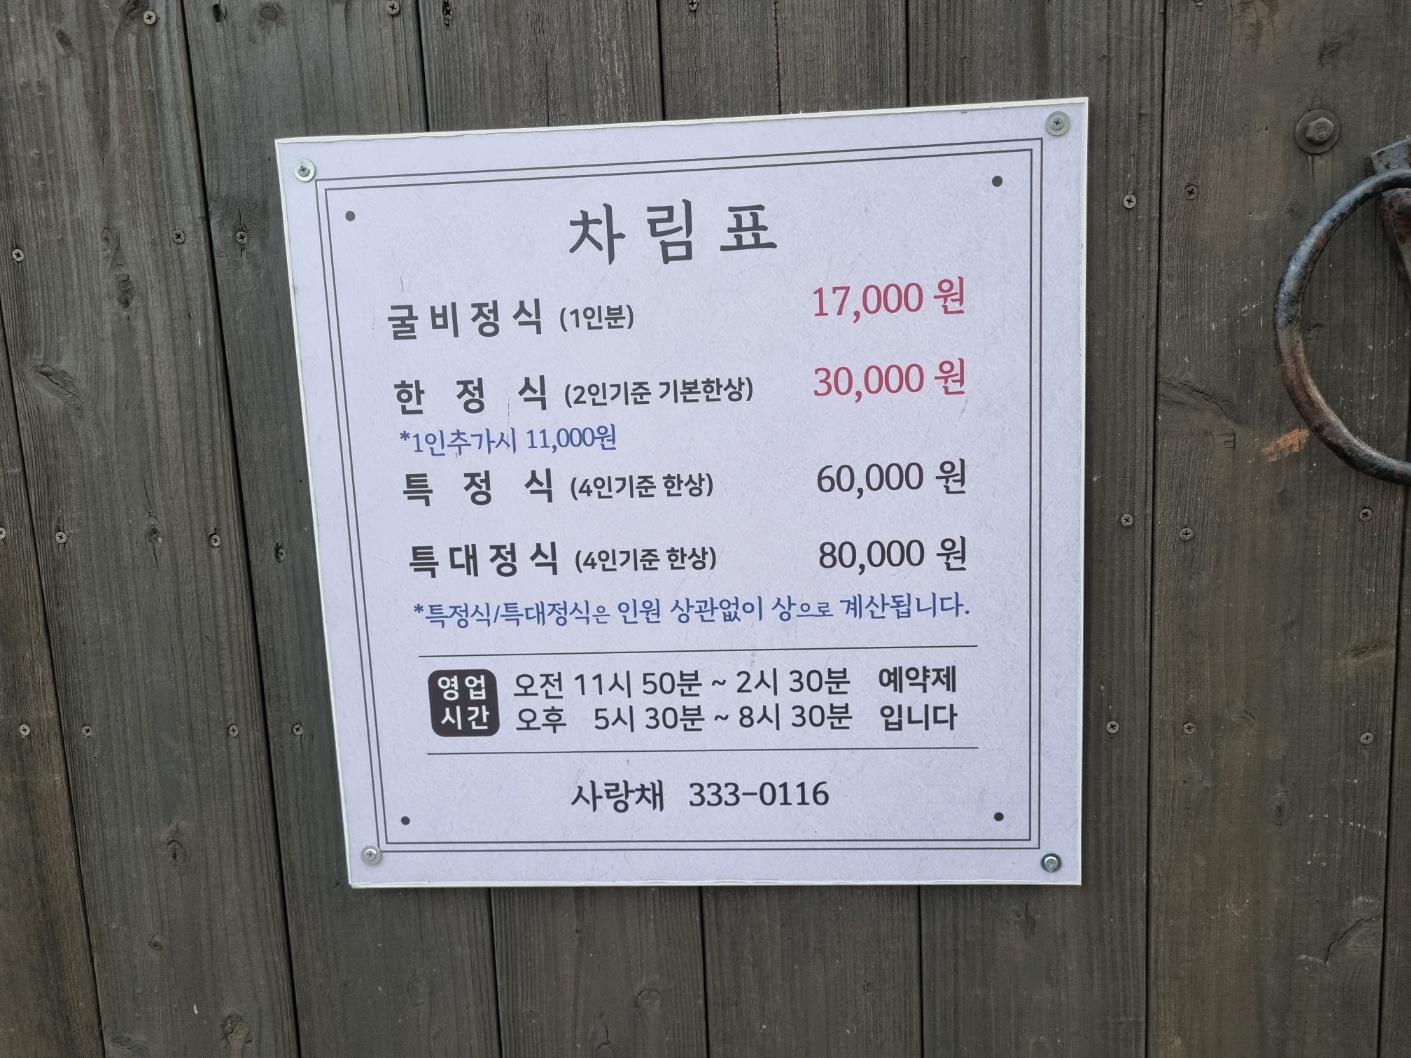 차림표
굴비정식 (1인분) 17,000 원
한 정 식 (2인기준 기본한상) 30,000 원
*1인추가시 11,000원
특 정 식 (4인기준 한상) 60,000 원
특대정식 (4인기준 한상) 80,000 원
*특정식/특대정식은 인원 상관없이 상으로 계산됩니다.
영업 오전 11시 50분 ~ 2시 30분 예약제
시간 오후 5시 30분 ~ 8시 30분 입니다
사랑채 333-0116